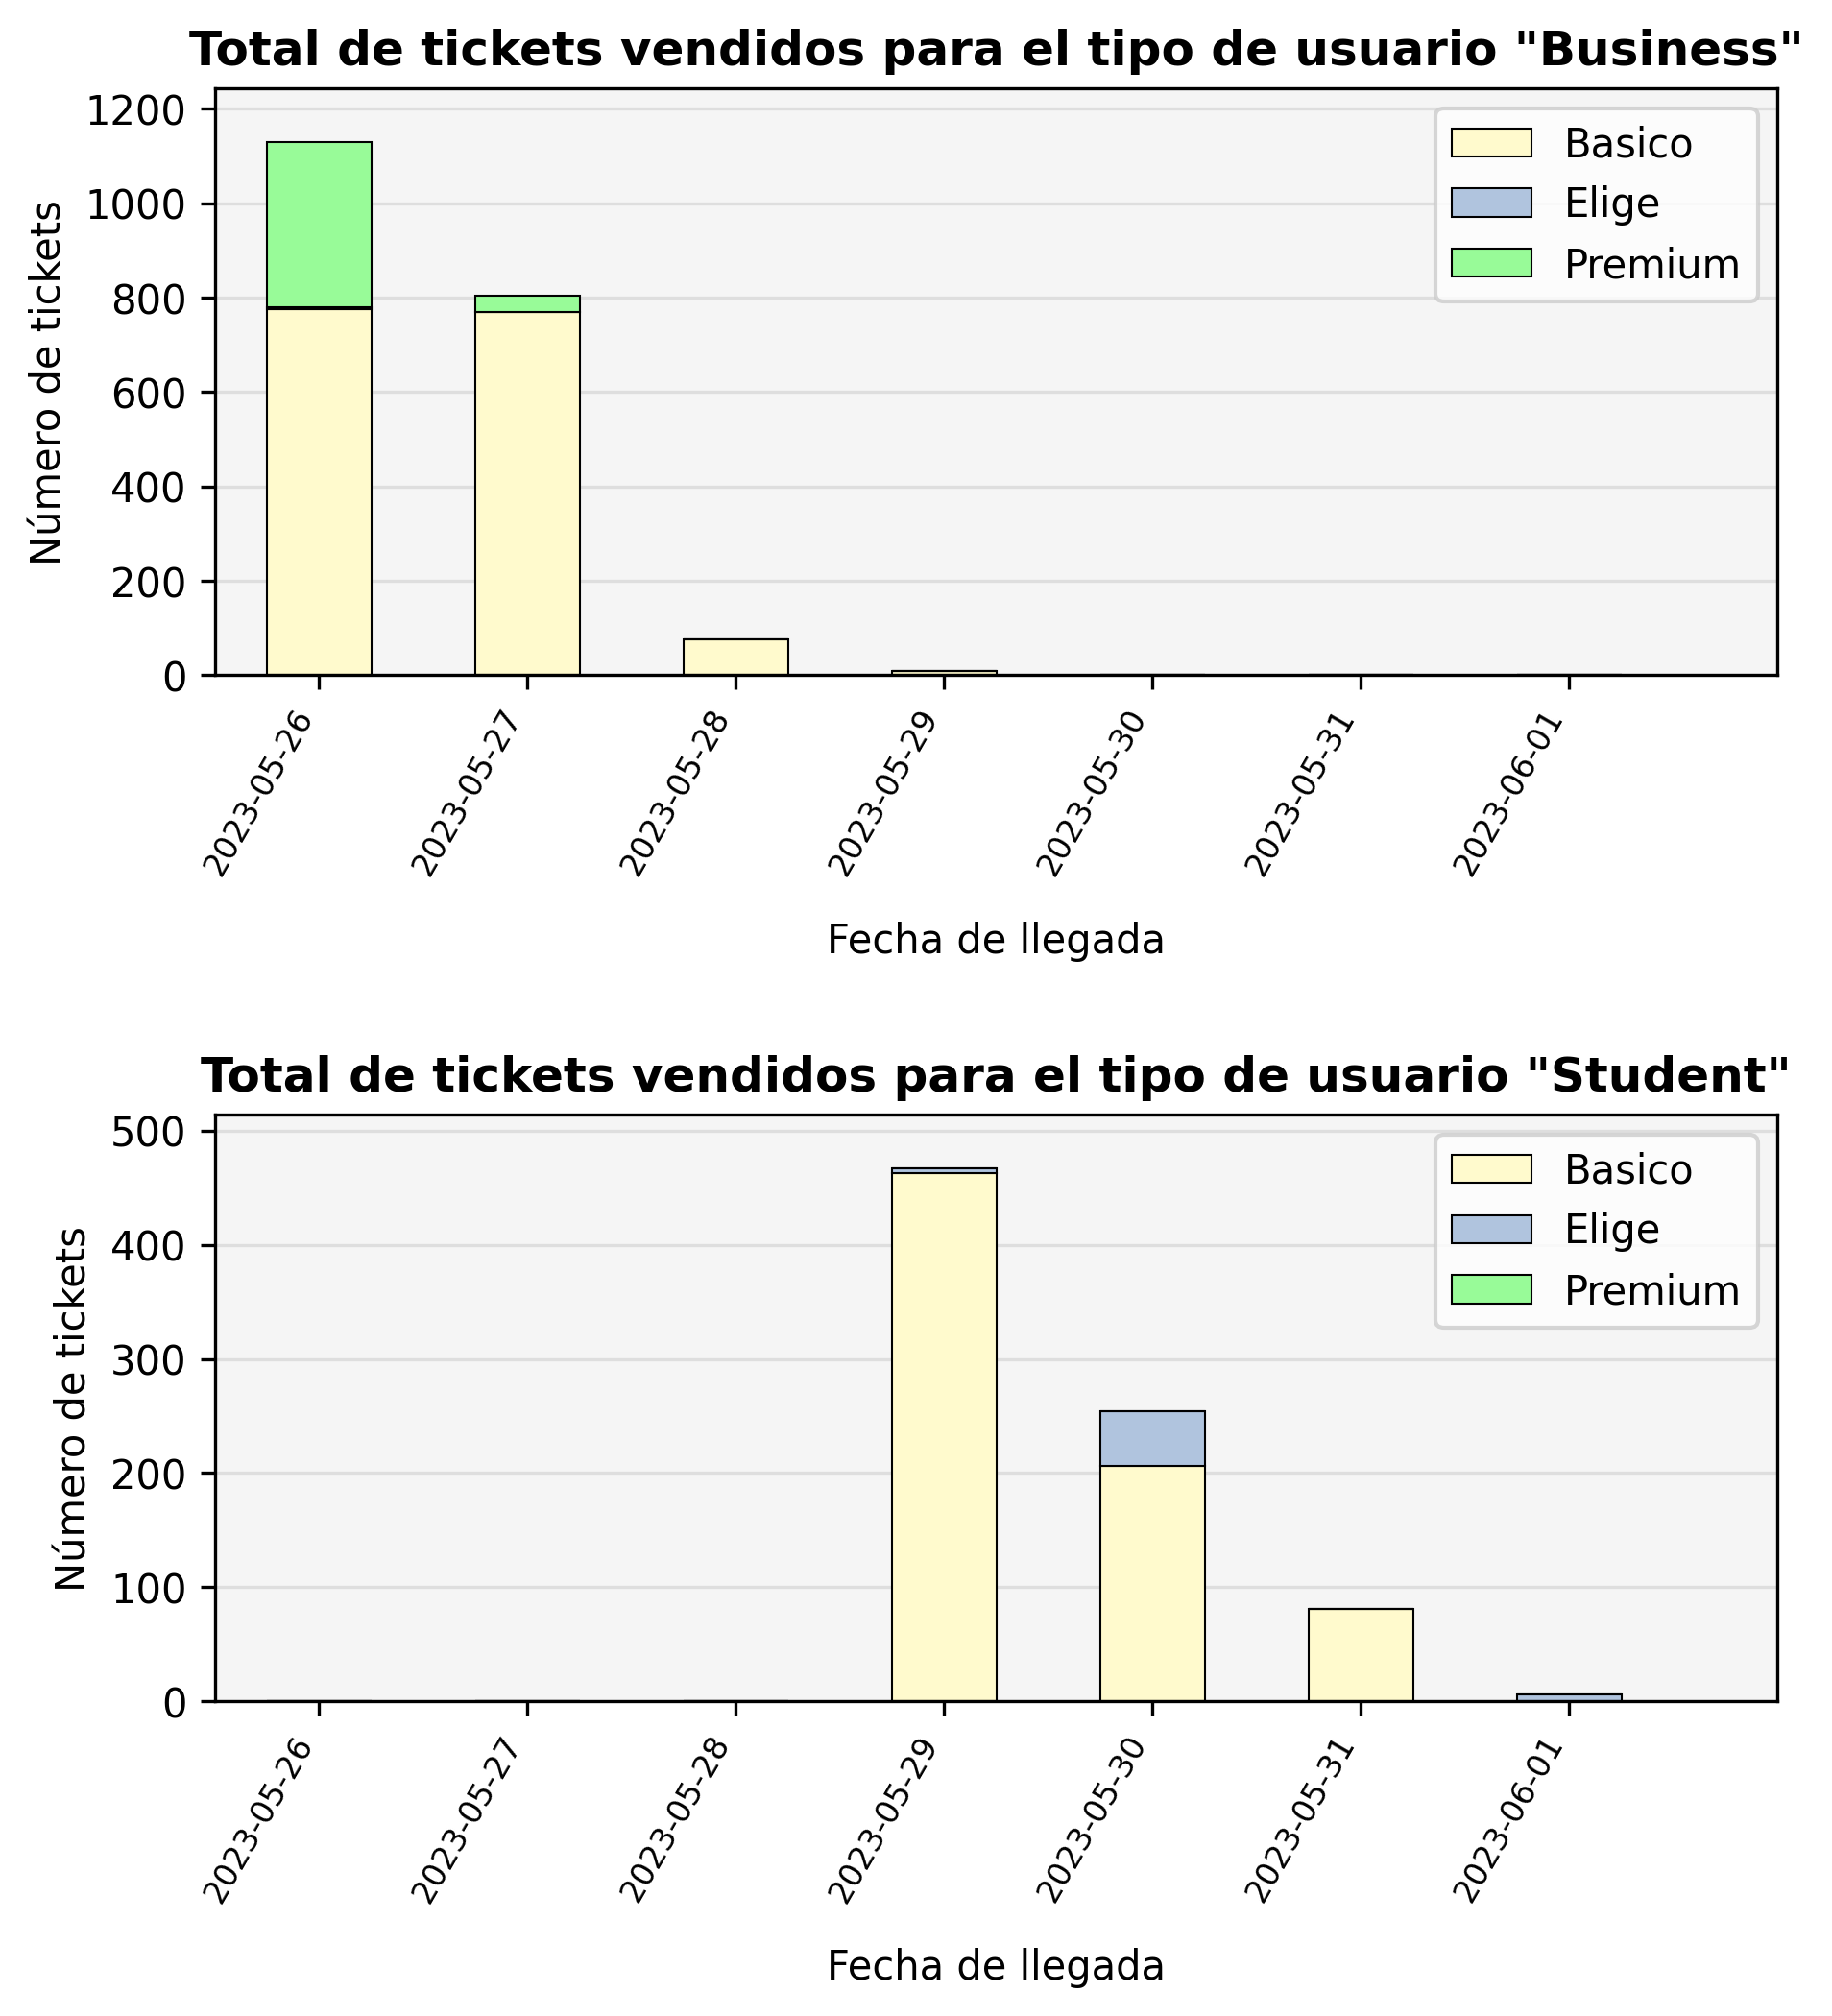 Total de tickets vendidos para el tipo de usuario "Business"
Número de tickets
1200
1000
800
600
400
200
0
Basico
Elige
Premium
2023-05-26
2023-05-27
2023-05-28
2023-05-29
2023-05-30
2023-05-31
2023-06-01
Fecha de llegada
Total de tickets vendidos para el tipo de usuario "Student"
Número de tickets
500
400
300
200
100
0
Basico
Elige
Premium
2023-05-26
2023-05-27
2023-05-28
2023-05-29
2023-05-30
2023-05-31
2023-06-01
Fecha de llegada